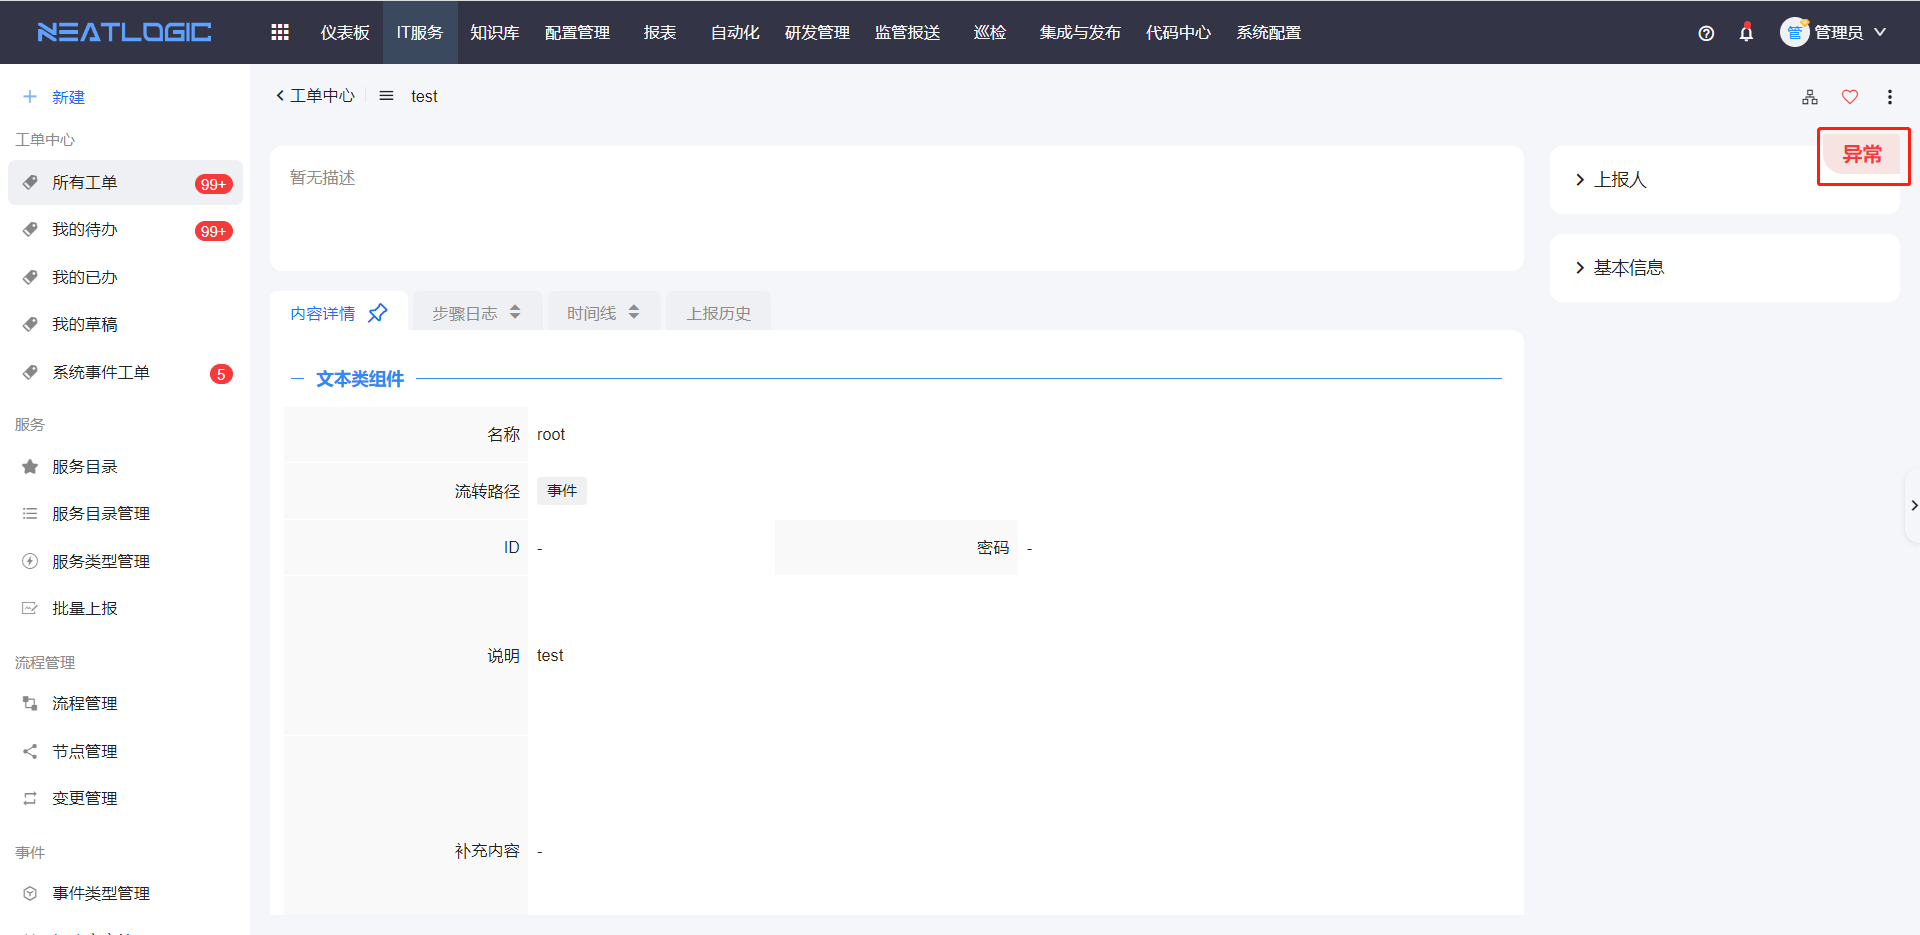 NEATLOGIC 仪表板 IT服务 知识库 配置管理 报表 自动化 研发管理 监管报送 巡检 集成与发布 代码中心 系统配置 管 管理员
新建
工单中心
所有工单 99+
我的待办 99+
我的已办
我的草稿
系统事件工单 5
服务
服务目录
服务目录管理
服务类型管理
批量上报
流程管理
流程管理
节点管理
变更管理
事件
事件类型管理
工单中心 test
暂无描述
内容详情 步骤日志 时间线 上报历史
文本类组件
名称 root
流转路径 事件
ID - 密码 -
说明 test
补充内容 -
异常
上报人
基本信息